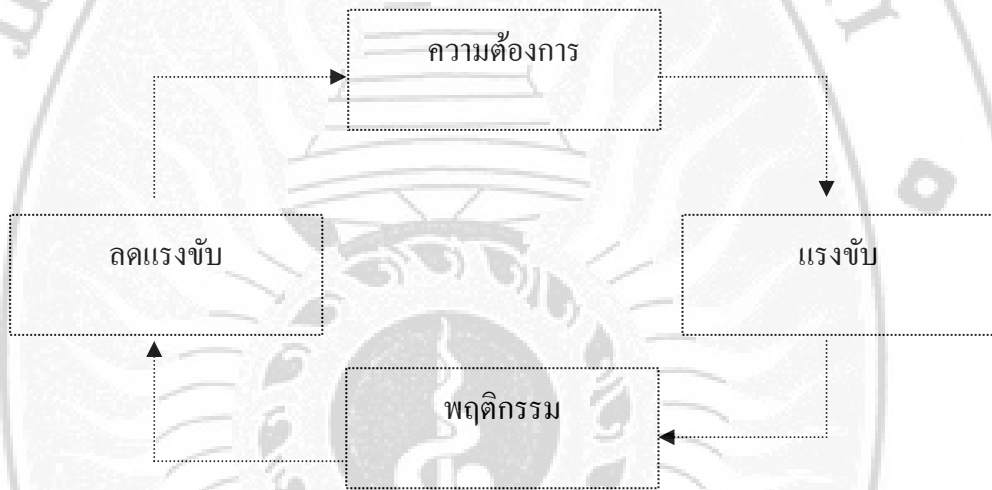 ความต้องการ
ลดแรงขับ
แรงขับ
พฤติกรรม